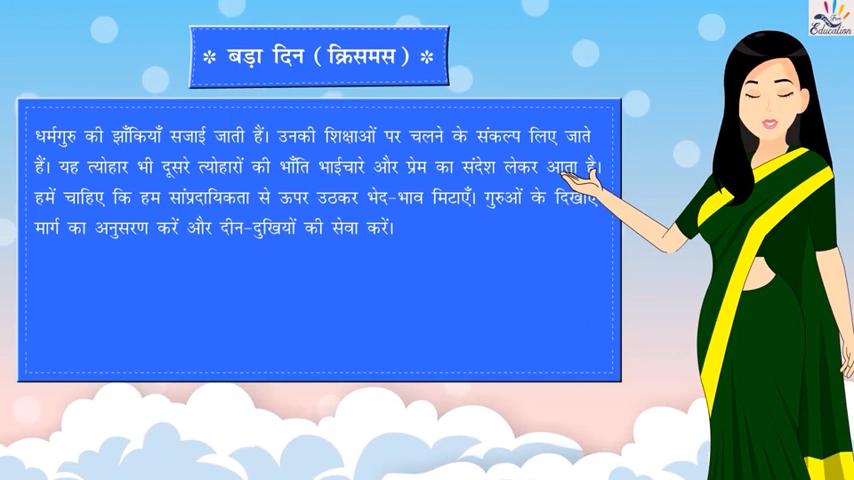 Free
Education
* बड़ा दिन ( क्रिसमस ) *
धर्मगुरु की झाँकियाँ सजाई जाती हैं। उनकी शिक्षाओं पर चलने के संकल्प लिए जाते
हैं। यह त्योहार भी दूसरे त्योहारों की भाँति भाईचारे और प्रेम का संदेश लेकर आता है।
हमें चाहिए कि हम सांप्रदायिकता से ऊपर उठकर भेद-भाव मिटाएँ। गुरुओं के दिखाए
मार्ग का अनुसरण करें और दीन-दुखियों की सेवा करें।